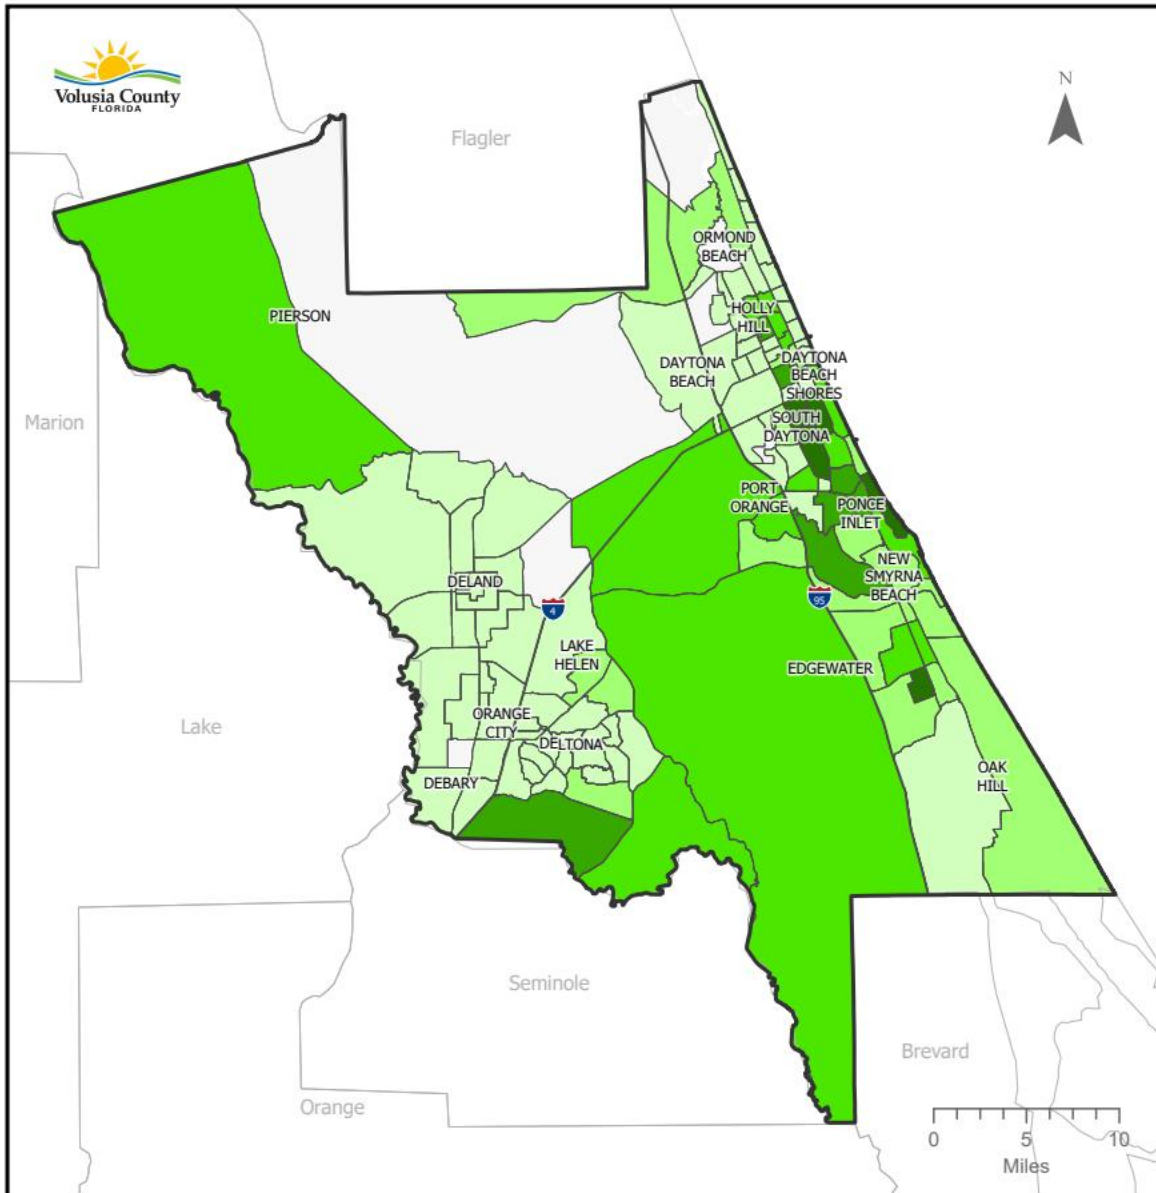 Volusia County
FLORIDA
N
Flagler
ORMOND
BEACH
PIERSON
HOLLY
HILL
DAYTONA
BEACH
DAYTONA
BEACH
SHORES
Marion
SOUTH
DAYTONA
PORT
ORANGE
PONCE
INLET
NEW
SMYRNA
BEACH
DELAND
4
95
LAKE
HELEN
EDGEWATER
Lake
ORANGE
CITY
DELTONA
DEBARY
OAK
HILL
Seminole
Brevard
Orange
0 5 10
Miles